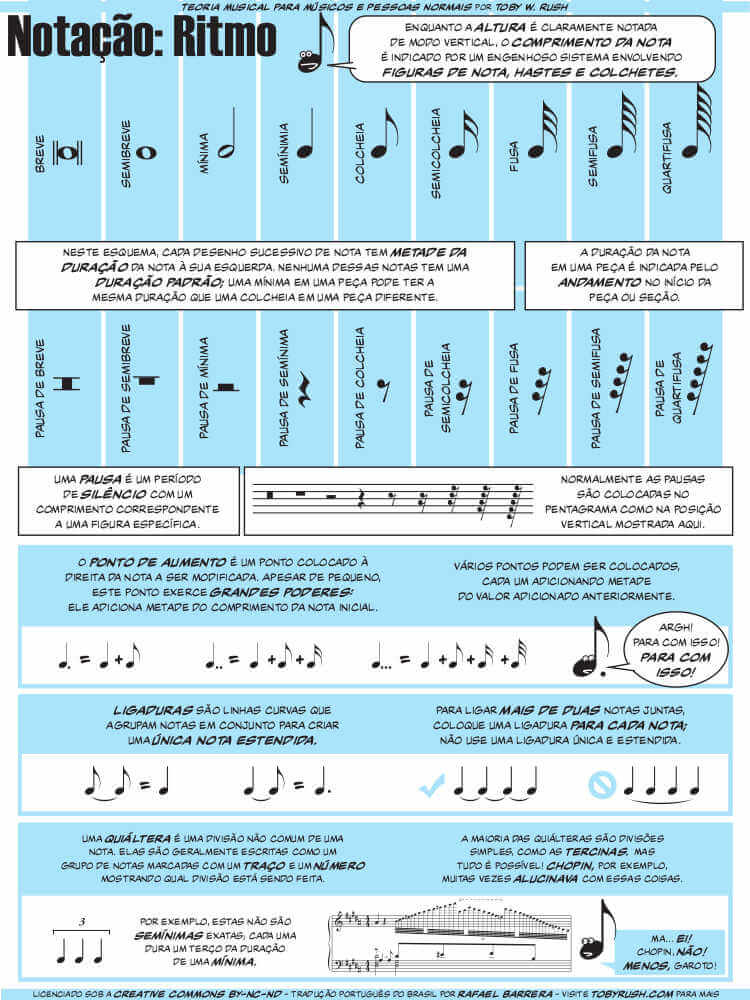 TEORIA MUSICAL PARA MÚSICOS E PESSOAS NORMAIS POR TOBY W. RUSH
Notação: Ritmo
ENQUANTO A ALTURA É CLARAMENTE NOTADA
DE MODO VERTICAL, O COMPRIMENTO DA NOTA
É INDICADO POR UM ENGENHOSO SISTEMA ENVOLVENDO
FIGURAS DE NOTA, HASTES E COLCHETES.
BREVE
SEMIBREVE
MÍNIMA
SEMÍNIMIA
COLCHEIA
SEMICOLCHEIA
FUSA
SEMIFUSA
QUARTIFUSA
NESTE ESQUEMA, CADA DESENHO SUCESSIVO DE NOTA TEM METADE DA
DURAÇÃO DA NOTA À SUA ESQUERDA. NENHUMA DESSAS NOTAS TEM UMA
DURAÇÃO PADRÃO; UMA MÍNIMA EM UMA PEÇA PODE TER A
MESMA DURAÇÃO QUE UMA COLCHEIA EM UMA PEÇA DIFERENTE.
A DURAÇÃO DA NOTA
EM UMA PEÇA É INDICADA PELO
ANDAMENTO NO INÍCIO DA
PEÇA OU SEÇÃO.
PAUSA DE BREVE
PAUSA DE SEMIBREVE
PAUSA DE MÍNIMA
PAUSA DE SEMÍNIMA
PAUSA DE COLCHEIA
PAUSA DE
SEMICOLCHEIA
PAUSA DE FUSA
PAUSA DE SEMIFUSA
PAUSA DE
QUARTIFUSA
UMA PAUSA É UM PERÍODO
DE SILÊNCIO COM UM
COMPRIMENTO CORRESPONDENTE
A UMA FIGURA ESPECÍFICA.
NORMALMENTE AS PAUSAS
SÃO COLOCADAS NO
PENTAGRAMA COMO NA POSIÇÃO
VERTICAL MOSTRADA AQUI.
O PONTO DE AUMENTO É UM PONTO COLOCADO À
DIREITA DA NOTA A SER MODIFICADA. APESAR DE PEQUENO,
ESTE PONTO EXERCE GRANDES PODERES:
ELE ADICIONA METADE DO COMPRIMENTO DA NOTA INICIAL.
VÁRIOS PONTOS PODEM SER COLOCADOS,
CADA UM ADICIONANDO METADE
DO VALOR ADICIONADO ANTERIORMENTE.
ARGH!
PARA COM ISSO!
PARA COM
ISSO!
LIGADURAS SÃO LINHAS CURVAS QUE
AGRUPAM NOTAS EM CONJUNTO PARA CRIAR
UMA ÚNICA NOTA ESTENDIDA.
PARA LIGAR MAIS DE DUAS NOTAS JUNTAS,
COLOQUE UMA LIGADURA PARA CADA NOTA;
NÃO USE UMA LIGADURA ÚNICA E ESTENDIDA.
UMA QUIÁLTERA É UMA DIVISÃO NÃO COMUM DE UMA
NOTA. ELAS SÃO GERALMENTE ESCRITAS COMO UM
GRUPO DE NOTAS MARCADAS COM UM TRAÇO E UM NÚMERO
MOSTRANDO QUAL DIVISÃO ESTÁ SENDO FEITA.
A MAIORIA DAS QUIÁLTERAS SÃO DIVISÕES
SIMPLES, COMO AS TERCINAS. MAS
TUDO É POSSÍVEL! CHOPIN, POR EXEMPLO,
MUITAS VEZES ALUCINAVA COM ESSAS COISAS.
3
POR EXEMPLO, ESTAS NÃO SÃO
SEMÍNIMAS EXATAS; CADA UMA
DURA UM TERÇO DA DURAÇÃO
DE UMA MÍNIMA.
MA... EI!
CHOPIN, NÃO!
MENOS, GAROTO!
LICENCIADO SOB A CREATIVE COMMONS BY-NC-ND - TRADUÇÃO PORTUGUÊS DO BRASIL POR RAFAEL BARRERA - VISITE TOBYRUSH.COM PARA MAIS